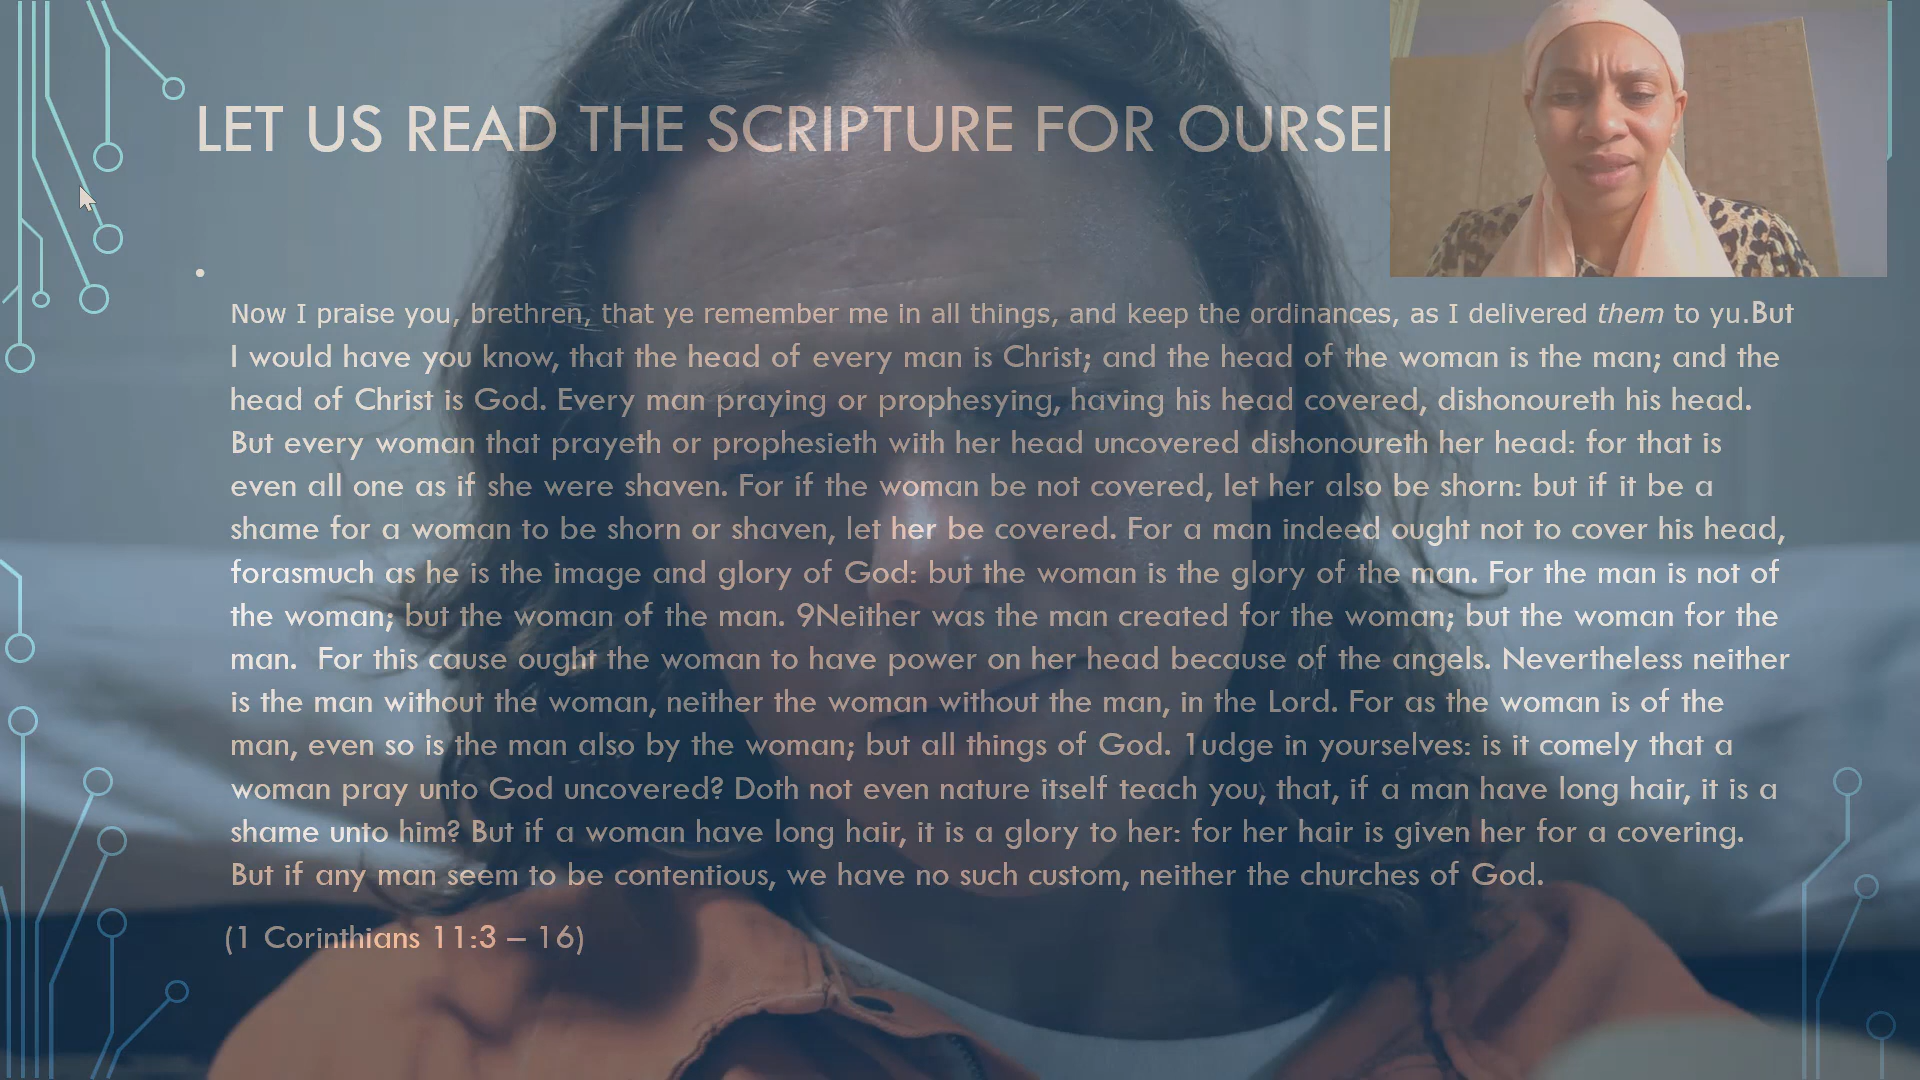 LET US READ THE SCRIPTURE FOR OURSEL
Now I praise you, brethren, that ye remember me in all things, and keep the ordinances, as I delivered them to yu.But
I would have you know, that the head of every man is Christ; and the head of the woman is the man; and the
head of Christ is God. Every man praying or prophesying, having his head covered, dishonoureth his head.
But every woman that prayeth or prophesieth with her head uncovered dishonoureth her head: for that is
even all one as if she were shaven. For if the woman be not covered, let her also be shorn: but if it be a
shame for a woman to be shorn or shaven, let her be covered. For a man indeed ought not to cover his head,
forasmuch as he is the image and glory of God: but the woman is the glory of the man. For the man is not of
the woman; but the woman of the man. 9Neither was the man created for the woman; but the woman for the
man.  For this cause ought the woman to have power on her head because of the angels. Nevertheless neither
is the man without the woman, neither the woman without the man, in the Lord. For as the woman is of the
man, even so is the man also by the woman; but all things of God. 1udge in yourselves: is it comely that a
woman pray unto God uncovered? Doth not even nature itself teach you, that, if a man have long hair, it is a
shame unto him? But if a woman have long hair, it is a glory to her: for her hair is given her for a covering.
But if any man seem to be contentious, we have no such custom, neither the churches of God.
(1 Corinthians 11:3 – 16)